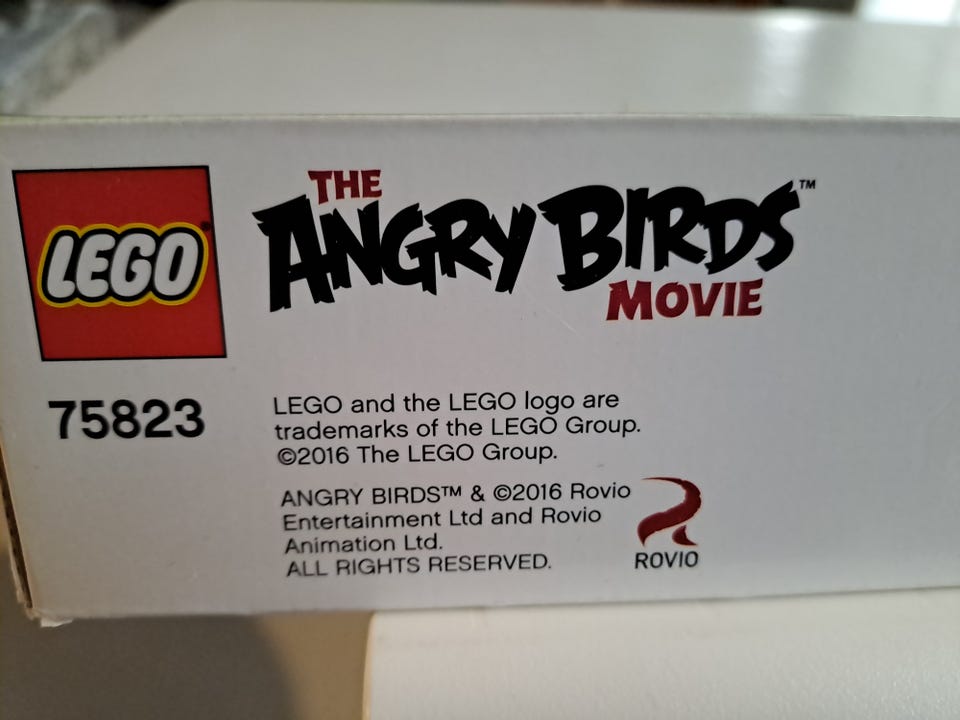 LEGO
THE
ANGRY BIRDS™
MOVIE
75823
LEGO and the LEGO logo are
trademarks of the LEGO Group.
©2016 The LEGO Group.
ANGRY BIRDS™ & ©2016 Rovio
Entertainment Ltd and Rovio
Animation Ltd.
ALL RIGHTS RESERVED.
ROVIO